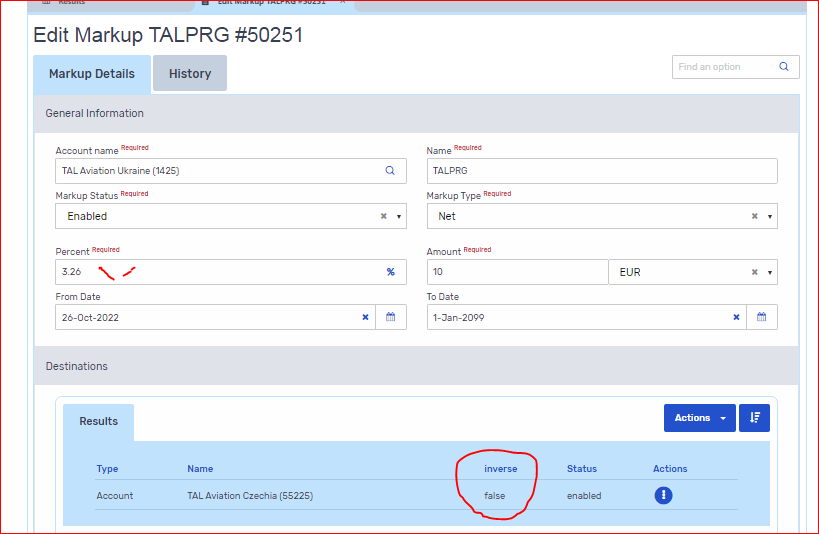 Results Edit Markup TALPRG #50251
Edit Markup TALPRG #50251
Markup Details History Find an option
General Information
Account name Required Name Required
TAL Aviation Ukraine (1425) TALPRG
Markup Status Required Markup Type Required
Enabled × ▾ Net × ▾
Percent Required Amount Required
3.26 % 10 EUR × ▾
From Date To Date
26-Oct-2022 × 1-Jan-2099 ×
Destinations
Results Actions
Type Name inverse Status Actions
Account TAL Aviation Czechia (55225) false enabled